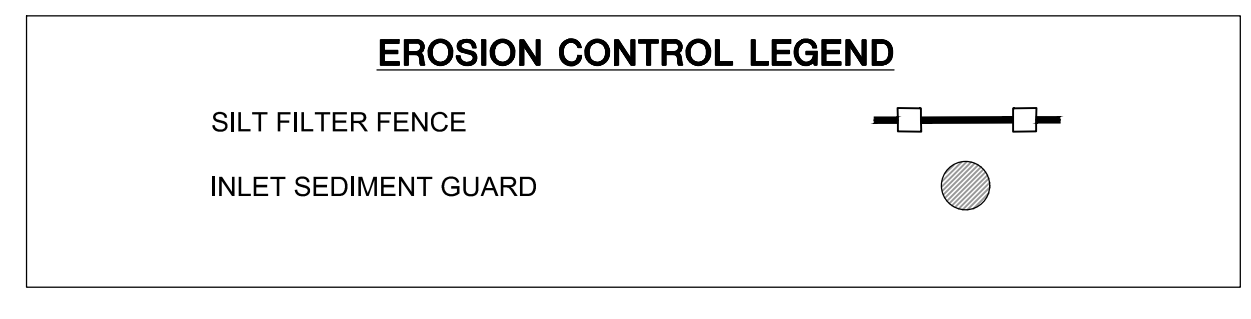 EROSION CONTROL LEGEND
SILT FILTER FENCE
INLET SEDIMENT GUARD